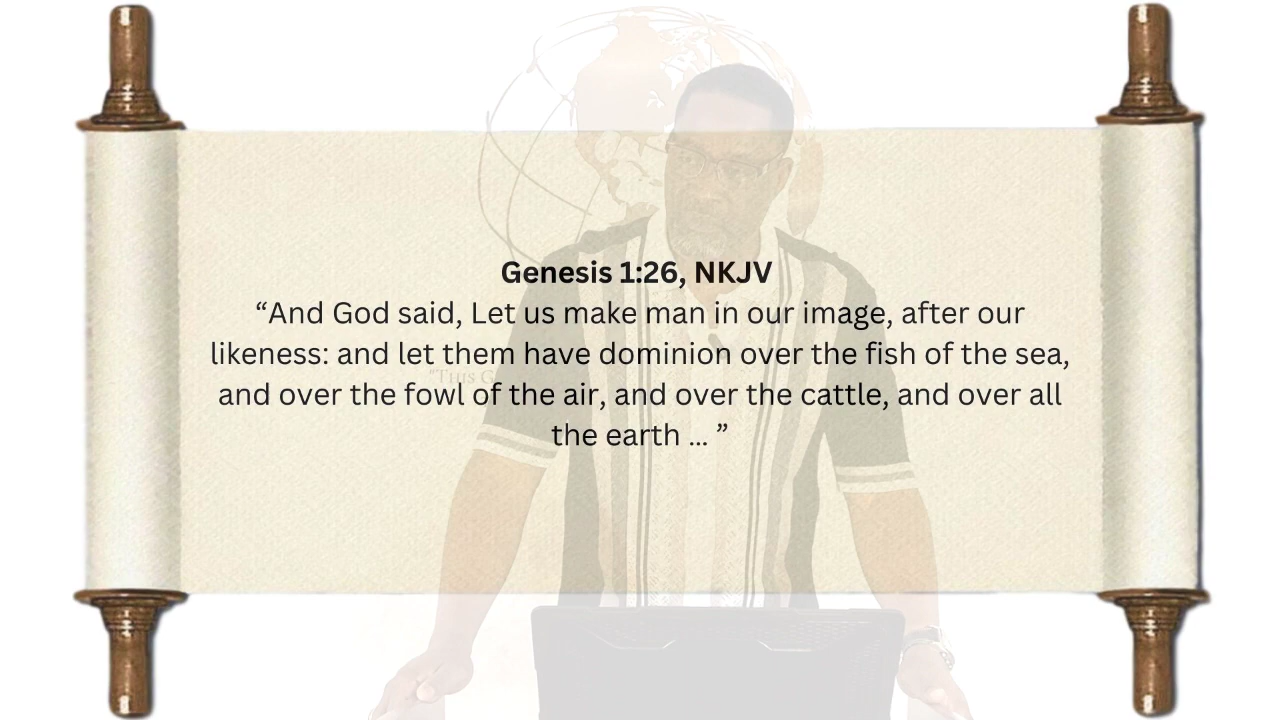 Genesis 1:26, NKJV
“And God said, Let us make man in our image, after our
likeness: and let them have dominion over the fish of the sea,
and over the fowl of the air, and over the cattle, and over all
the earth ... ”
"THIS